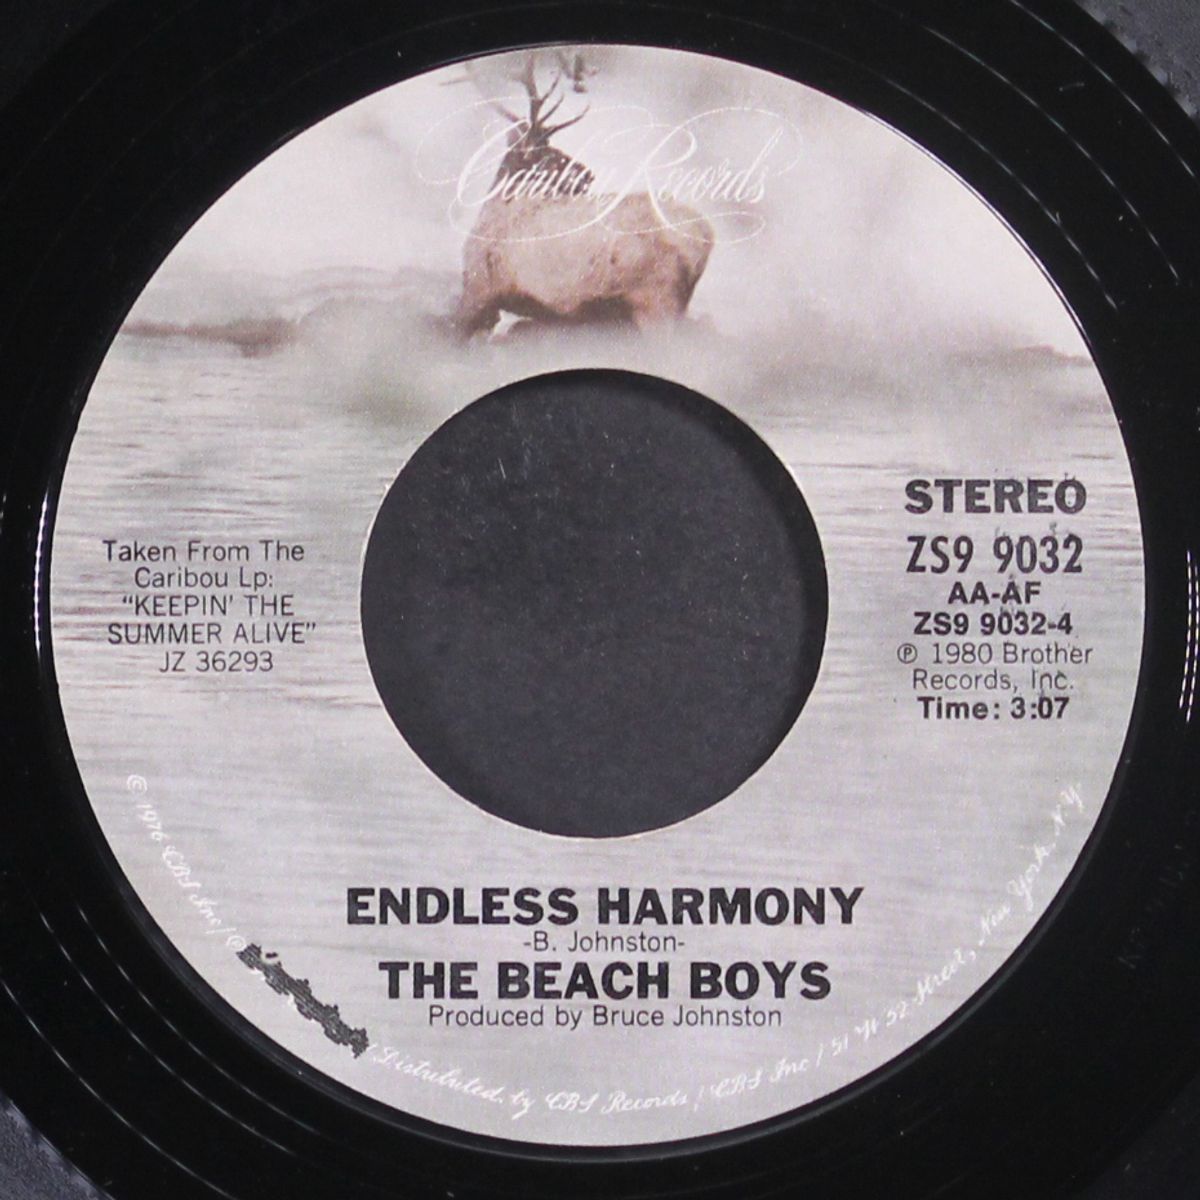 Caribou Records
Taken From The
Caribou Lp:
"KEEPIN' THE
SUMMER ALIVE"
JZ 36293
STEREO
ZS9 9032
AA-AF
ZS9 9032-4
℗ 1980 Brother
Records, Inc.
Time: 3:07
ENDLESS HARMONY
-B. Johnston-
THE BEACH BOYS
Produced by Bruce Johnston
© 1976 CBS Inc / ℗ / Distributed by CBS Records / CBS Inc / 51 W 52 Street, New York, N Y